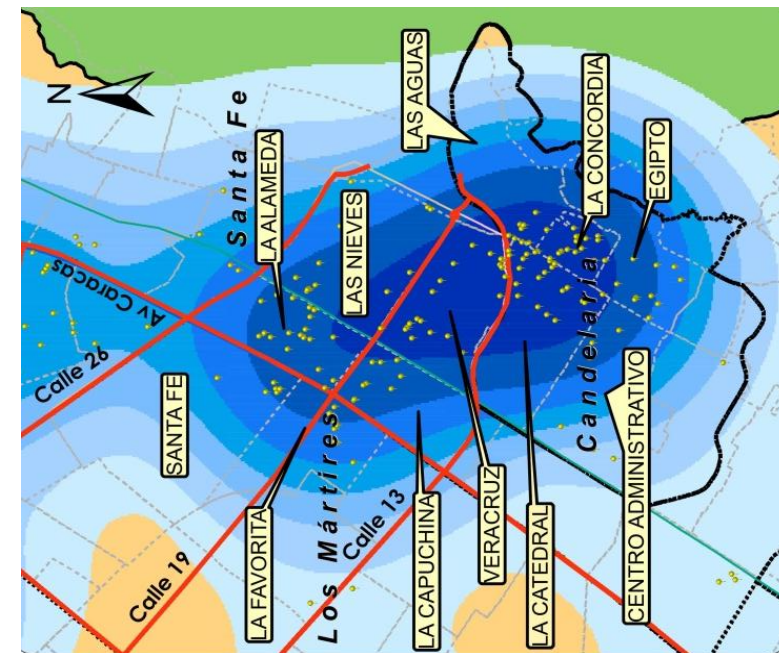 N
Santa Fe
LA ALAMEDA
LAS NIEVES
LAS AGUAS
LA CONCORDIA
EGIPTO
Av Caracas
Calle 26
SANTA FE
Calle 19
LA FAVORITA
Los Mártires
Calle 13
LA CAPUCHINA
VERACRUZ
LA CATEDRAL
Candelaria
CENTRO ADMINISTRATIVO